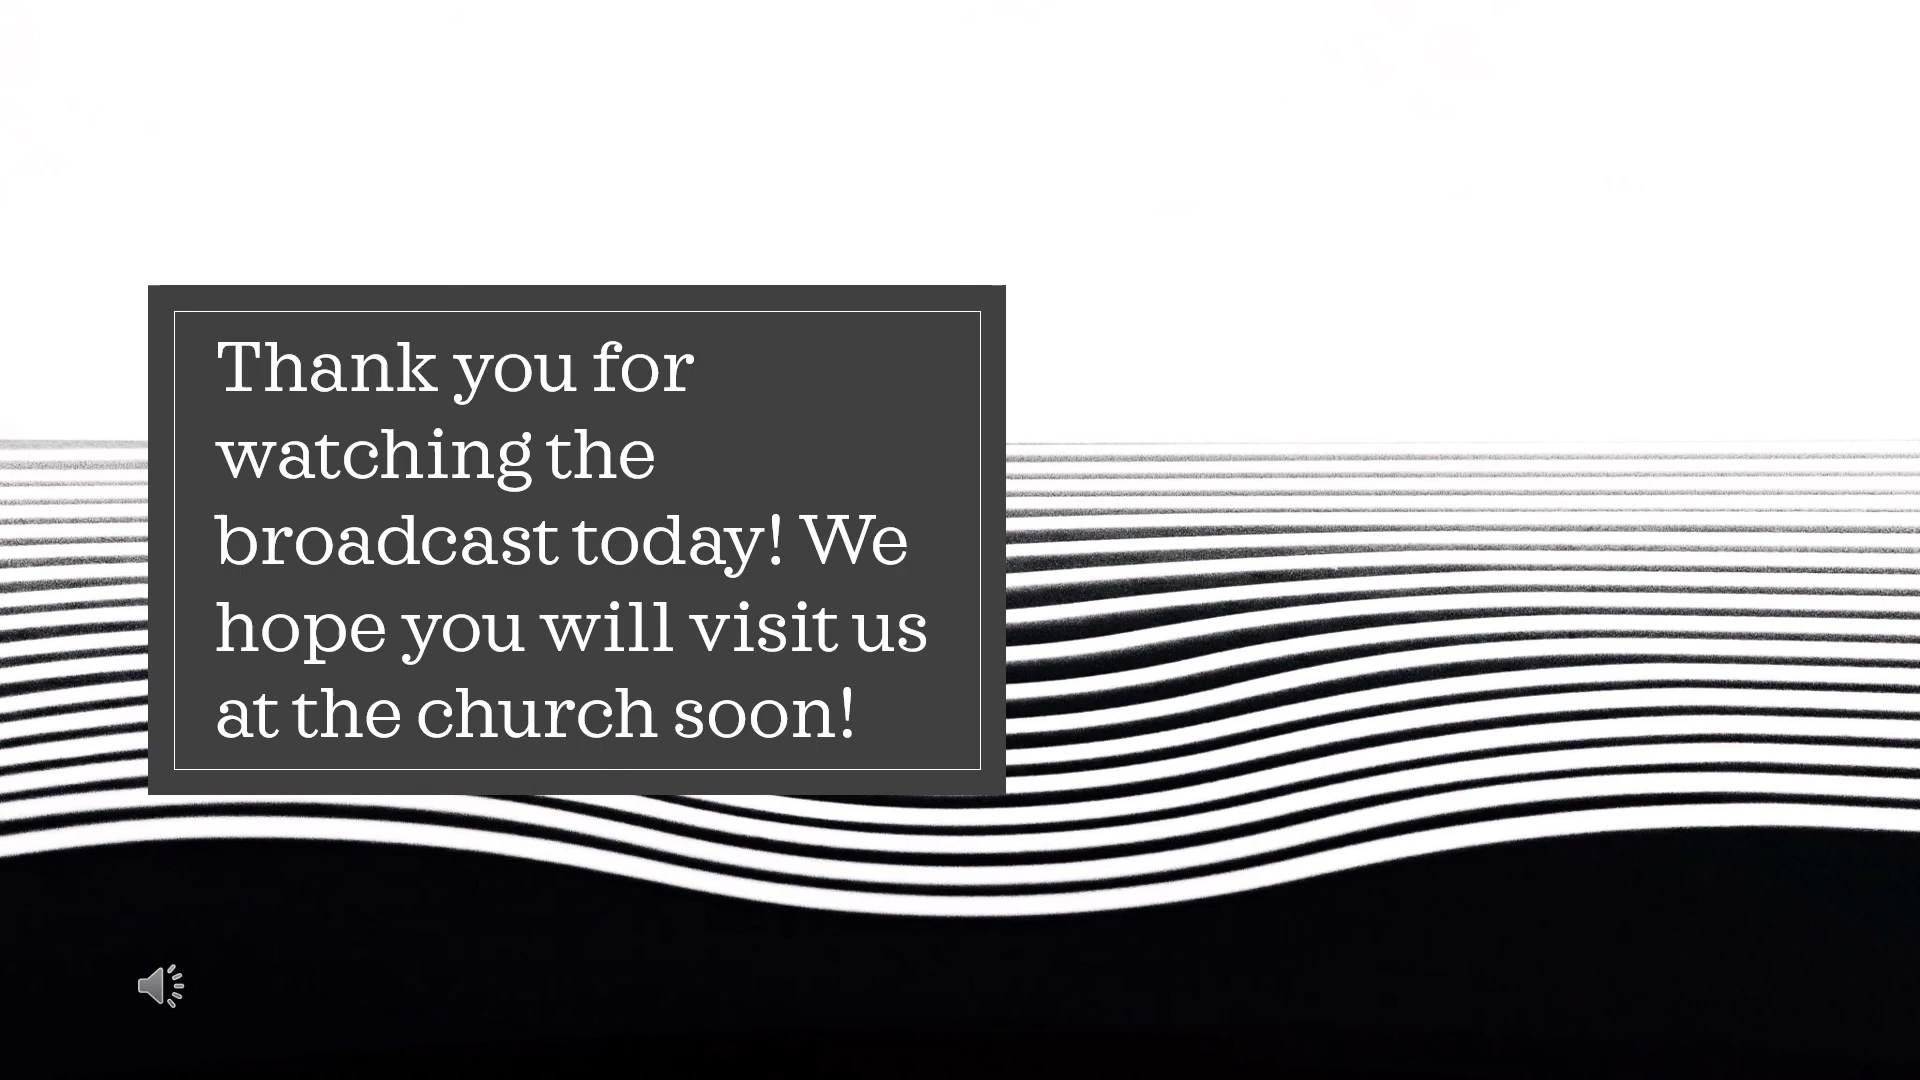 Thank you for
watching the
broadcast today! We
hope you will visit us
at the church soon!